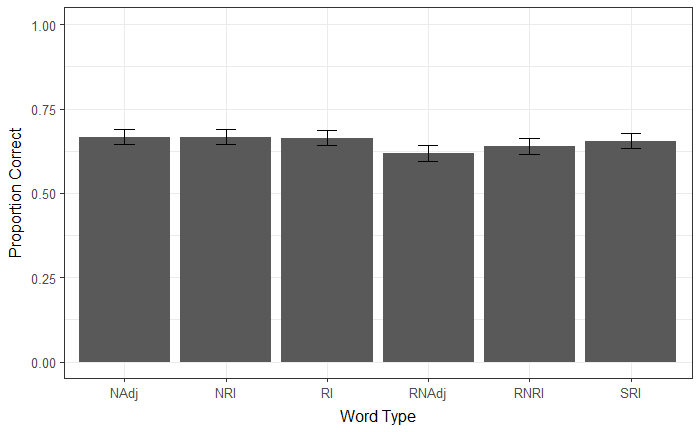 Proportion Correct
1.00
0.75
0.50
0.25
0.00
NAdj NRI RI RNAdj RNRI SRI
Word Type